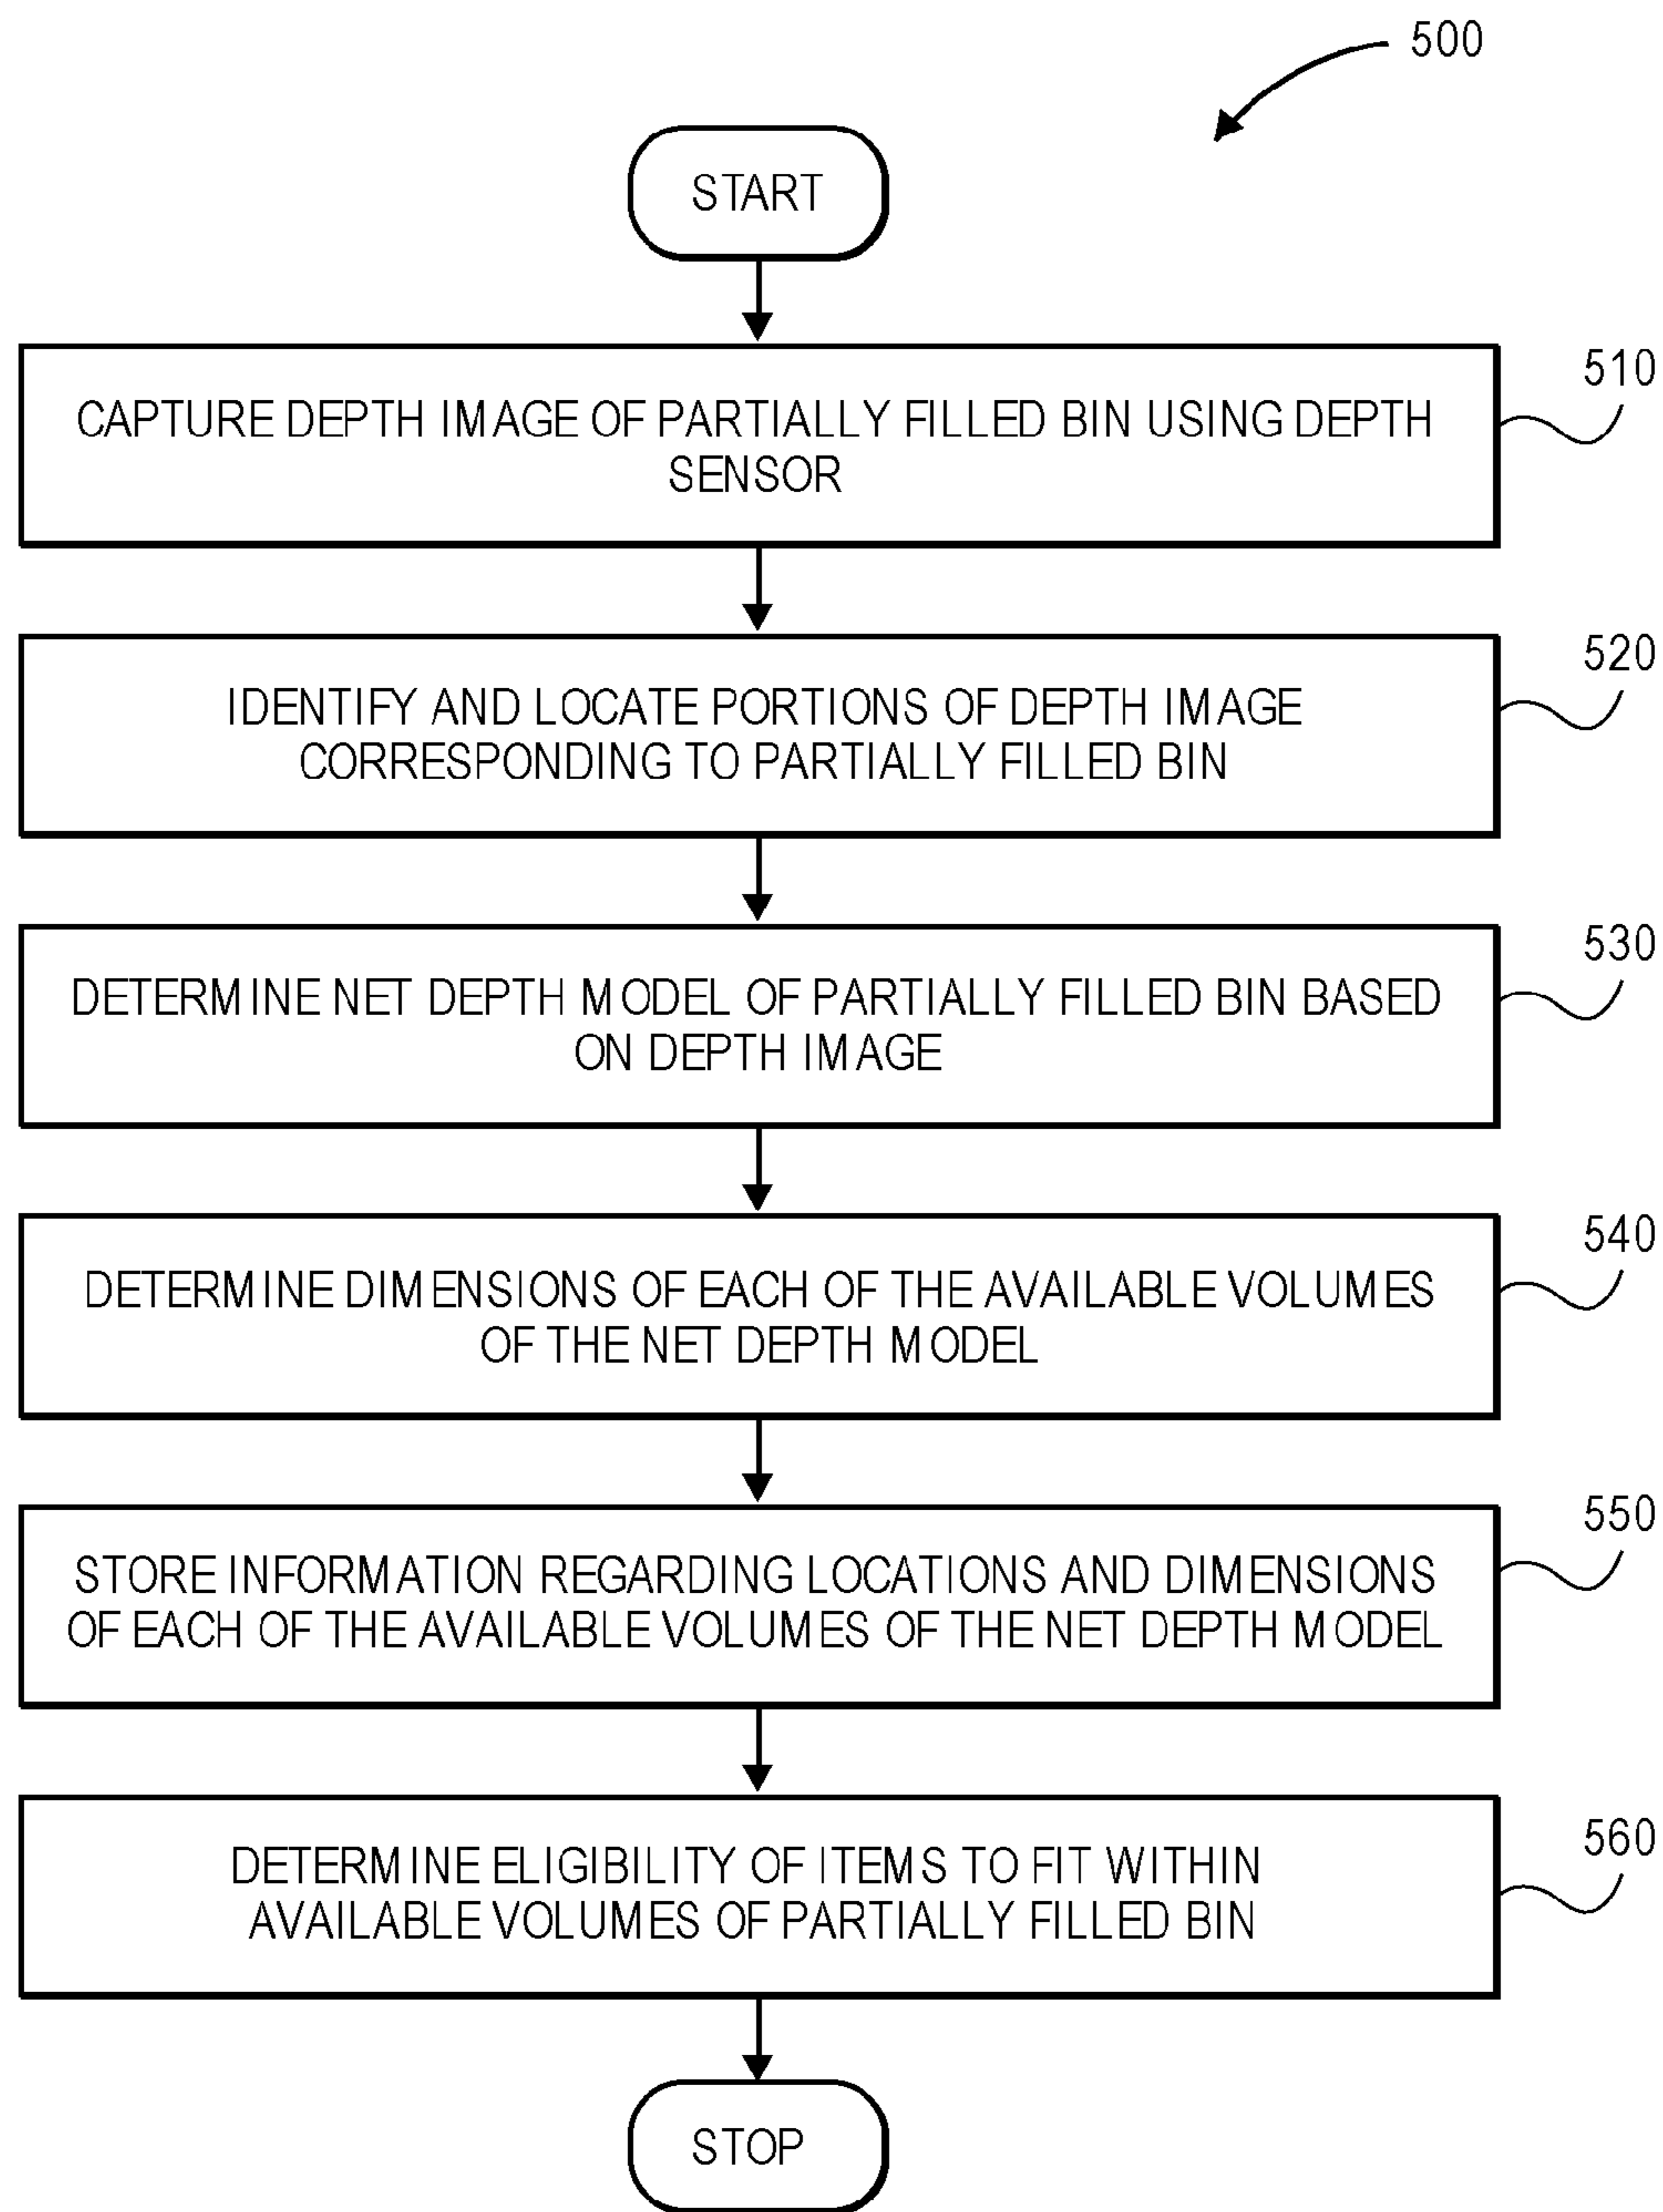 500
START
510
CAPTURE DEPTH IMAGE OF PARTIALLY FILLED BIN USING DEPTH
SENSOR
520
IDENTIFY AND LOCATE PORTIONS OF DEPTH IMAGE
CORRESPONDING TO PARTIALLY FILLED BIN
530
DETERMINE NET DEPTH MODEL OF PARTIALLY FILLED BIN BASED
ON DEPTH IMAGE
540
DETERMINE DIMENSIONS OF EACH OF THE AVAILABLE VOLUMES
OF THE NET DEPTH MODEL
550
STORE INFORMATION REGARDING LOCATIONS AND DIMENSIONS
OF EACH OF THE AVAILABLE VOLUMES OF THE NET DEPTH MODEL
560
DETERMINE ELIGIBILITY OF ITEMS TO FIT WITHIN
AVAILABLE VOLUMES OF PARTIALLY FILLED BIN
STOP